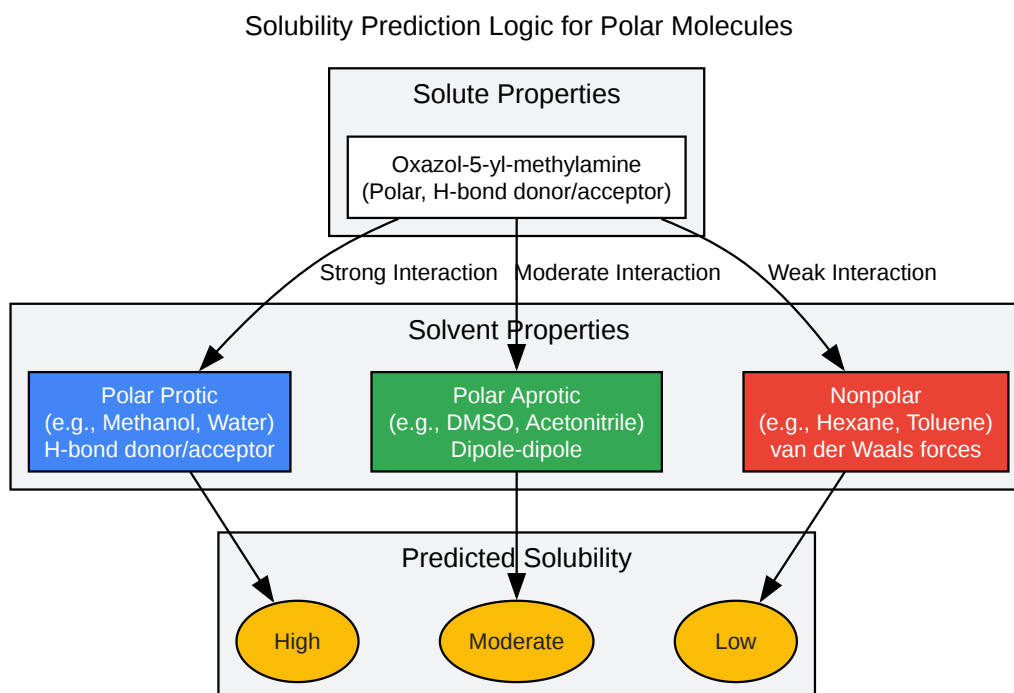 Solubility Prediction Logic for Polar Molecules
Solute Properties
Oxazol-5-yl-methylamine
(Polar, H-bond donor/acceptor)
Strong Interaction
Moderate Interaction
Weak Interaction
Solvent Properties
Polar Protic
(e.g., Methanol, Water)
H-bond donor/acceptor
Polar Aprotic
(e.g., DMSO, Acetonitrile)
Dipole-dipole
Nonpolar
(e.g., Hexane, Toluene)
van der Waals forces
Predicted Solubility
High
Moderate
Low